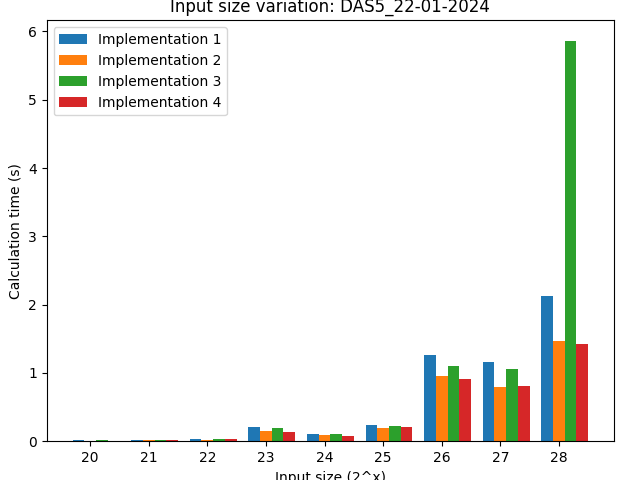 Input size variation: DAS5_22-01-2024
Implementation 1
Implementation 2
Implementation 3
Implementation 4
6
5
4
3
2
1
0
Calculation time (s)
20 21 22 23 24 25 26 27 28
Input size (2^x)